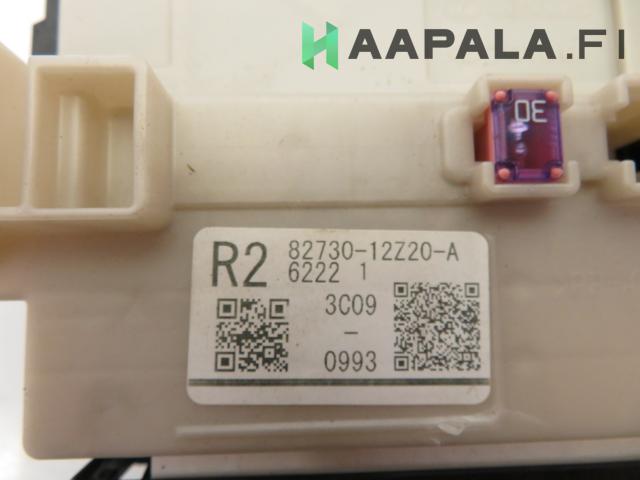 HAAPALA.FI
30
R2 82730-12Z20-A
6222 1
3C09
-
0993